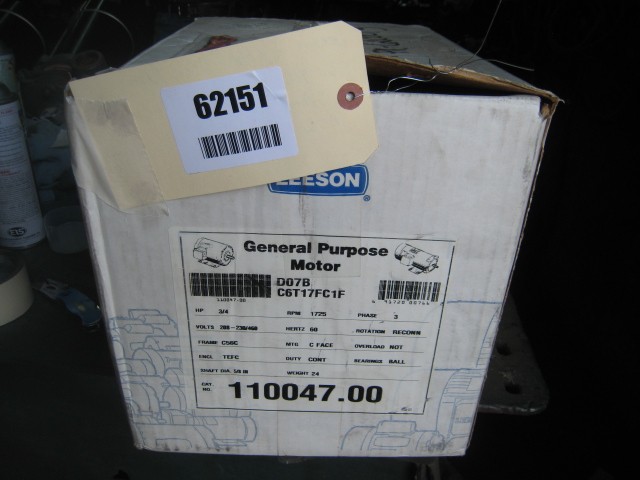 62151
LEESON
®
General Purpose
Motor
D07B
C6T17FC1F
110047-00
HP 3/4 RPM 1725 PHASE 3
VOLTS 208-230/460 HERTZ 60 ROTATION RECONN
FRAME C56C MTG C FACE OVERLOAD NOT
ENCL TEFC DUTY CONT BEARINGS BALL
SHAFT DIA. 5/8 IN WEIGHT 24
CAT. NO. 110047.00